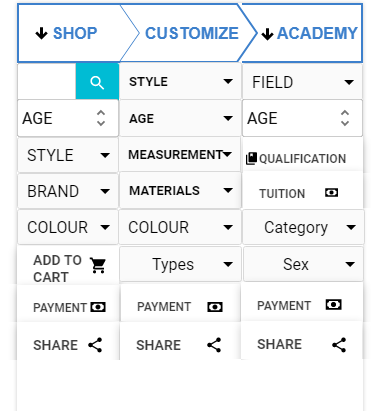 SHOP CUSTOMIZE ACADEMY
STYLE FIELD
AGE AGE AGE
STYLE MEASUREMENT QUALIFICATION
BRAND MATERIALS TUITION
COLOUR COLOUR Category
ADD TO
CART Types Sex
PAYMENT PAYMENT PAYMENT
SHARE SHARE SHARE